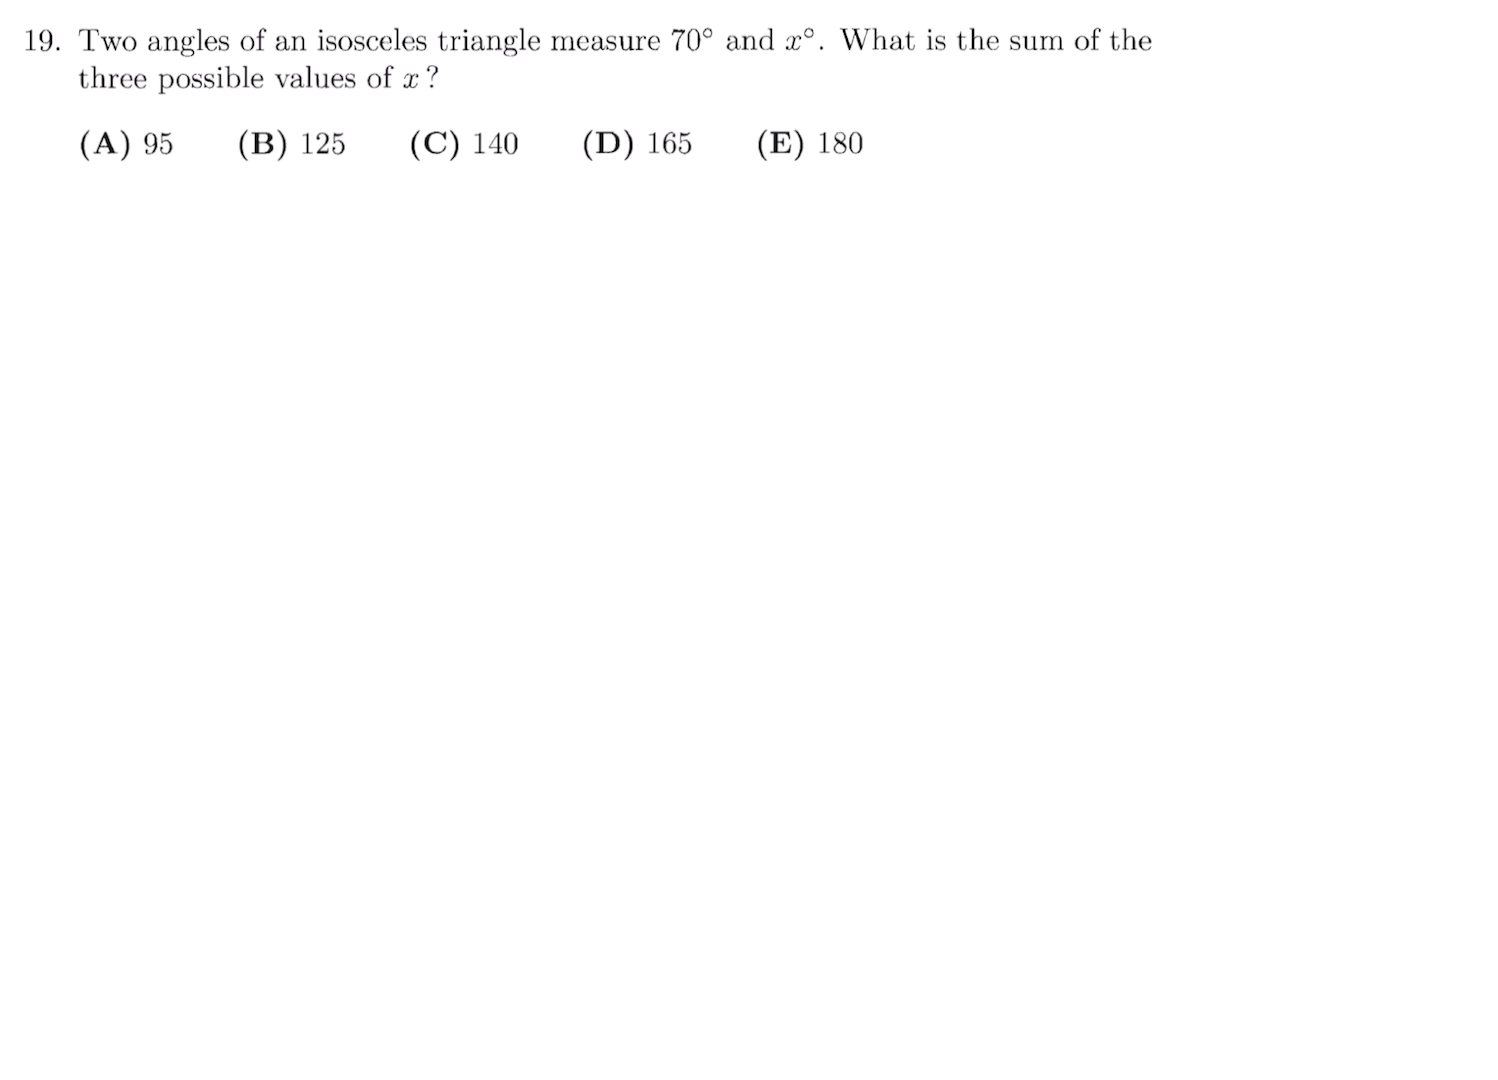 19. Two angles of an isosceles triangle measure 70° and x°. What is the sum of the
three possible values of x?
(A) 95 (B) 125 (C) 140 (D) 165 (E) 180